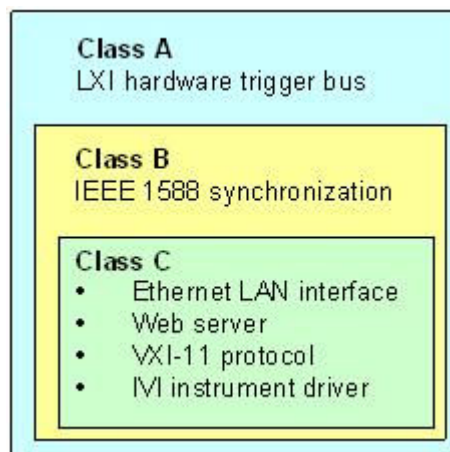 Class A
LXI hardware trigger bus
Class B
IEEE 1588 synchronization
Class C
• Ethernet LAN interface
• Web server
• VXI-11 protocol
• IVI instrument driver